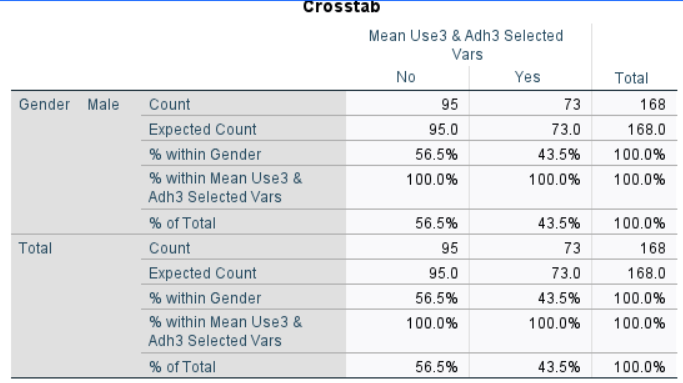 Crosstab
Mean Use3 & Adh3 Selected
Vars
No Yes Total
Gender Male Count 95 73 168
Expected Count 95.0 73.0 168.0
% within Gender 56.5% 43.5% 100.0%
% within Mean Use3 & 100.0% 100.0% 100.0%
Adh3 Selected Vars
% of Total 56.5% 43.5% 100.0%
Total Count 95 73 168
Expected Count 95.0 73.0 168.0
% within Gender 56.5% 43.5% 100.0%
% within Mean Use3 & 100.0% 100.0% 100.0%
Adh3 Selected Vars
% of Total 56.5% 43.5% 100.0%